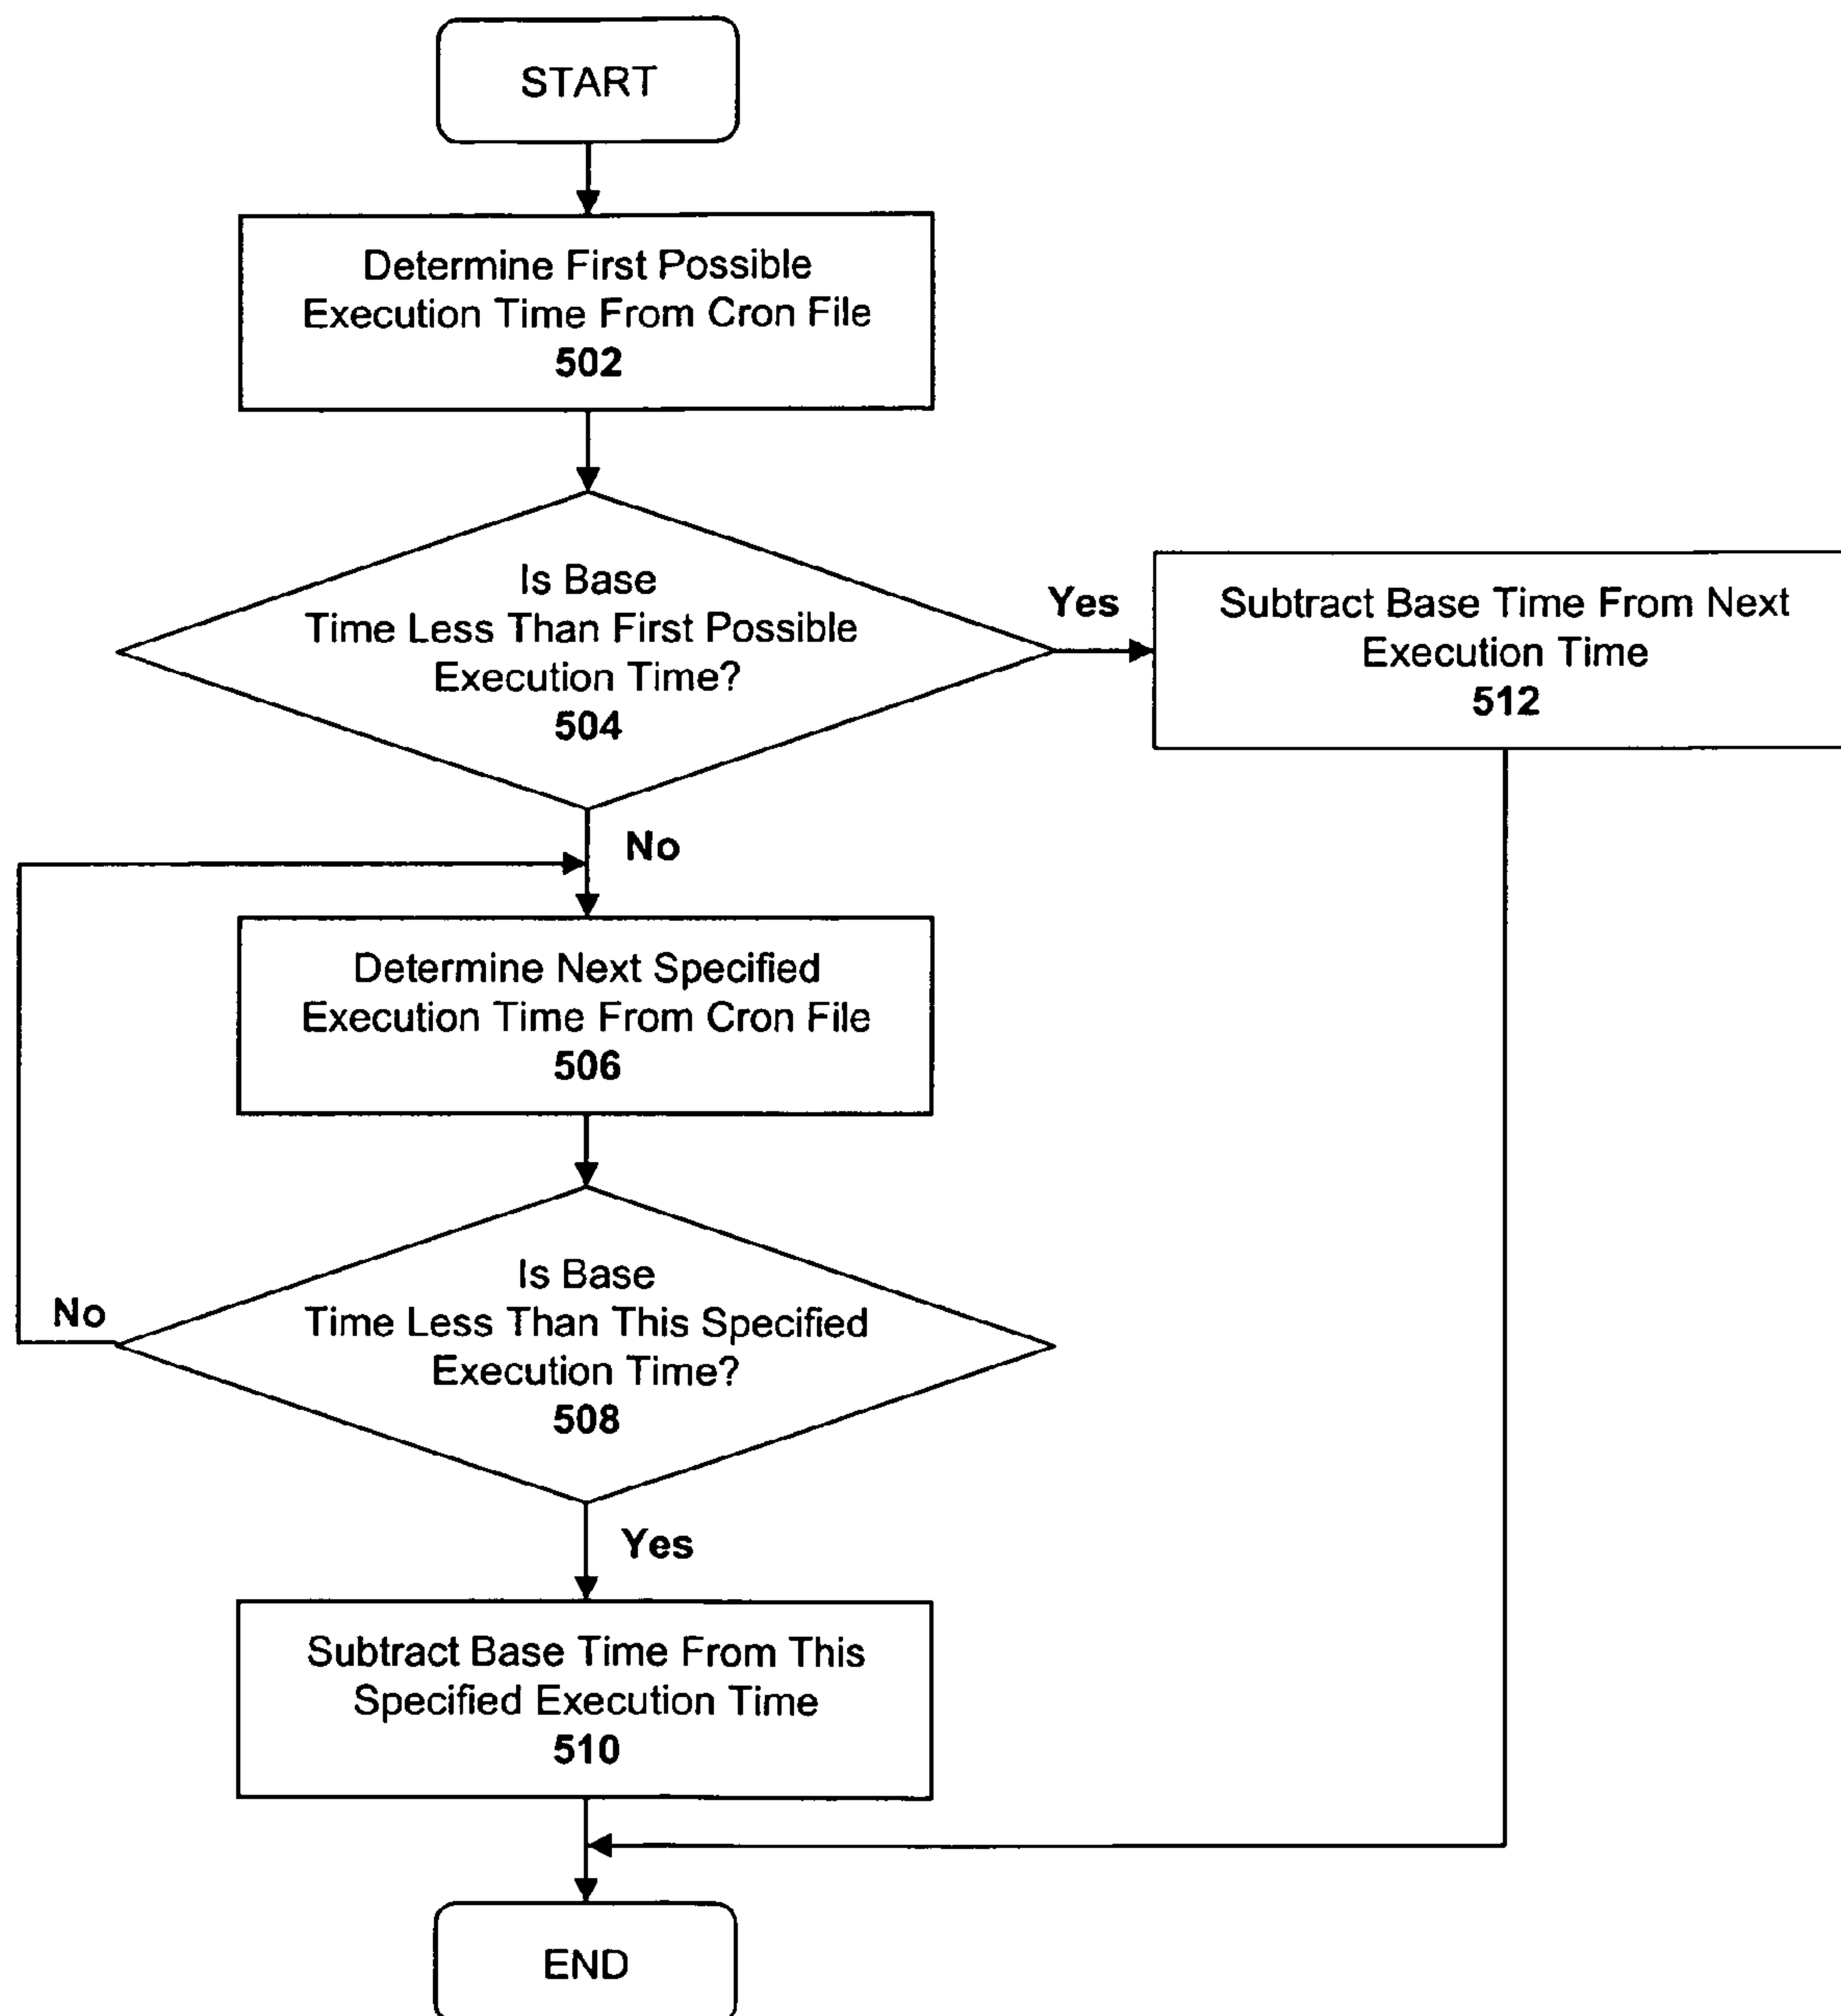 START
Determine First Possible
Execution Time From Cron File
502
Is Base
Time Less Than First Possible
Execution Time?
504
Yes
Subtract Base Time From Next
Execution Time
512
No
Determine Next Specified
Execution Time From Cron File
506
Is Base
Time Less Than This Specified
Execution Time?
508
No
Yes
Subtract Base Time From This
Specified Execution Time
510
END